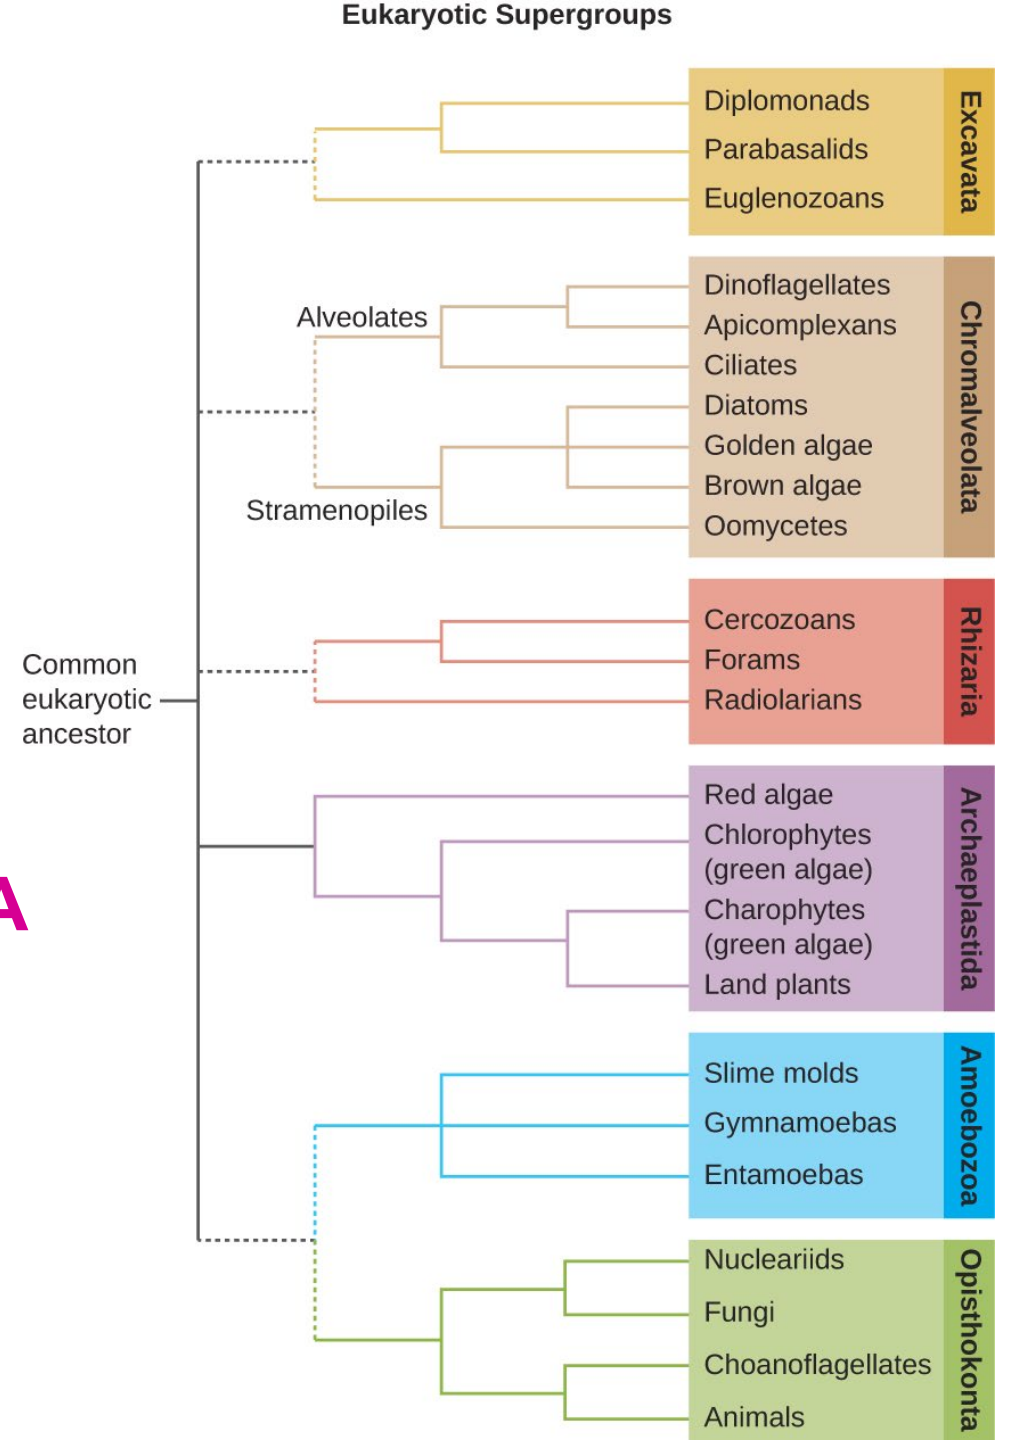 Eukaryotic Supergroups
Diplomonads
Parabasalids
Euglenozoans
Excavata
Alveolates
Dinoflagellates
Apicomplexans
Ciliates
Diatoms
Golden algae
Brown algae
Oomycetes
Stramenopiles
Chromalveolata
Cercozoans
Forams
Radiolarians
Rhizaria
Common
eukaryotic
ancestor
Red algae
Chlorophytes
(green algae)
Charophytes
(green algae)
Land plants
Archaeplastida
A
Slime molds
Gymnamoebas
Entamoebas
Amoebozoa
Nucleariids
Fungi
Choanoflagellates
Animals
Opisthokonta